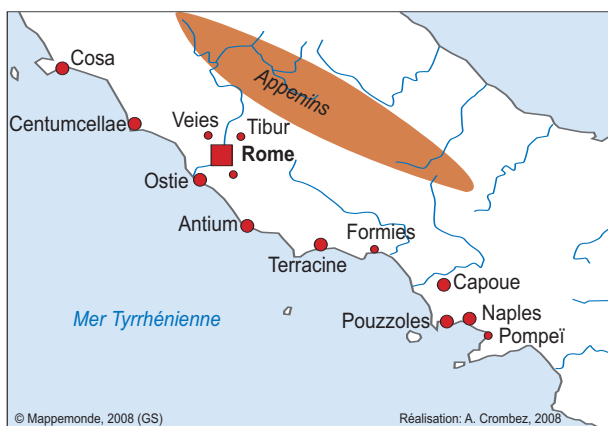 Cosa
Appenins
Centumcellae
Veies
Tibur
Rome
Ostie
Antium
Formies
Terracine
Capoue
Mer Tyrrhénienne
Pouzzoles
Naples
Pompeï
© Mappemonde, 2008 (GS)
Réalisation: A. Crombez, 2008